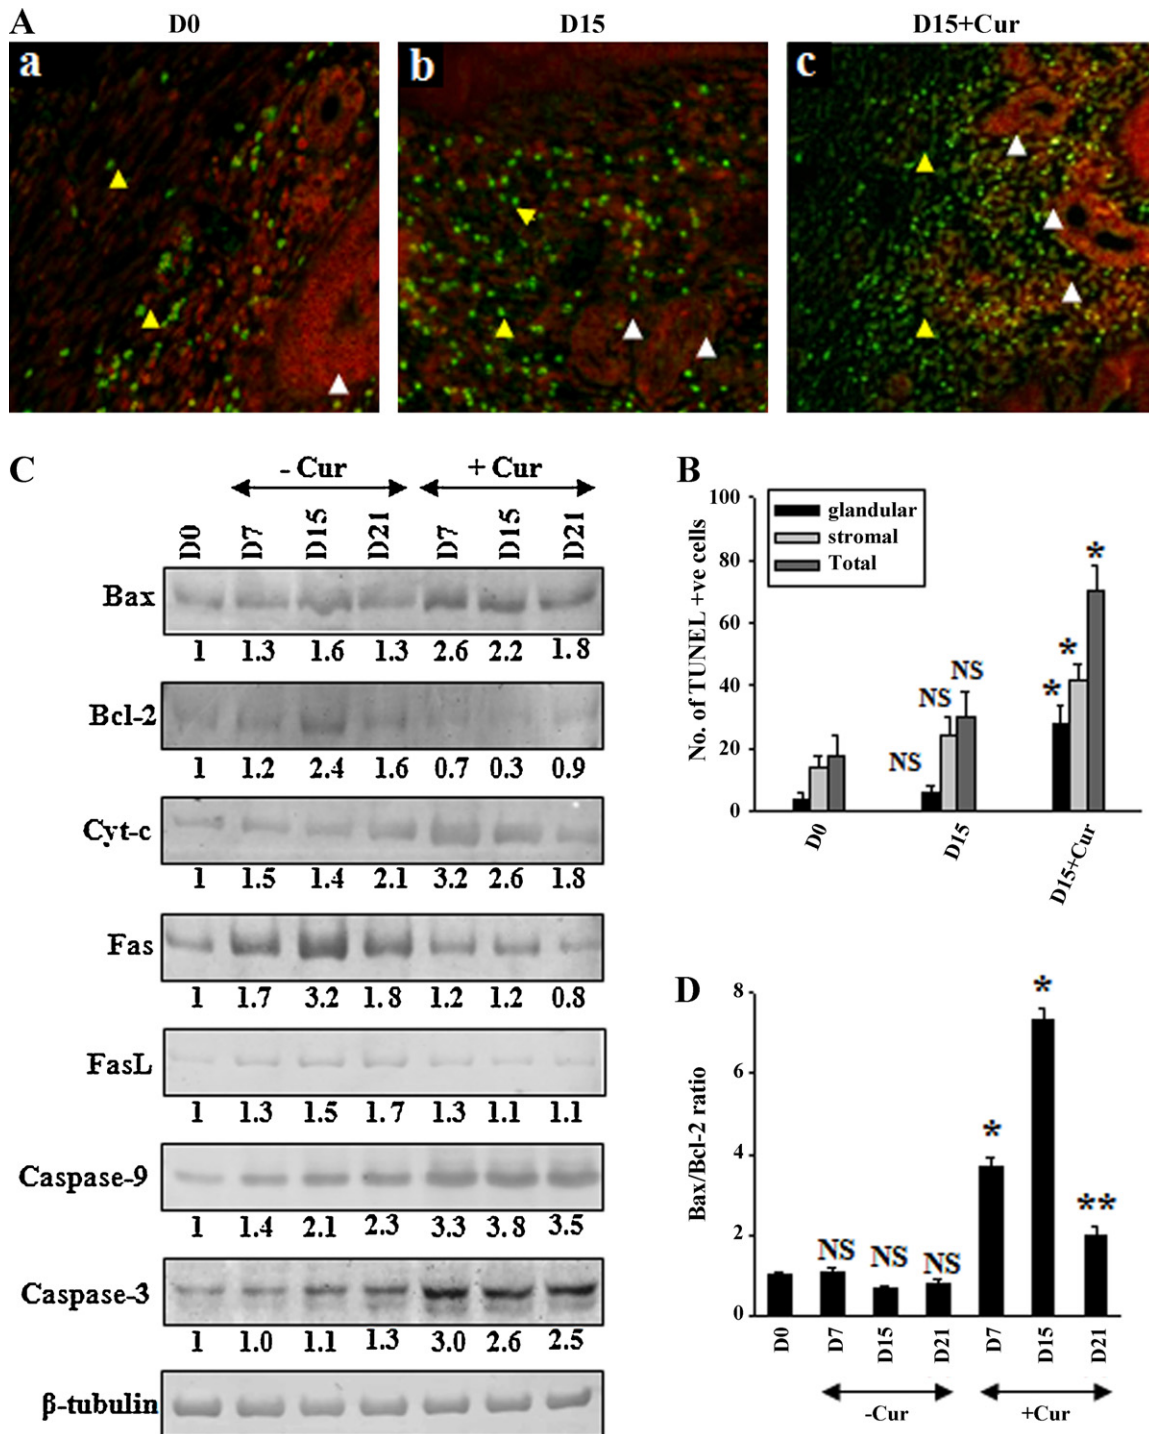 A
D0 D15 D15+Cur
a b c
C
- Cur + Cur
D0 D7 D15 D21 D7 D15 D21
Bax
1 1.3 1.6 1.3 2.6 2.2 1.8
Bcl-2
1 1.2 2.4 1.6 0.7 0.3 0.9
Cyt-c
1 1.5 1.4 2.1 3.2 2.6 1.8
Fas
1 1.7 3.2 1.8 1.2 1.2 0.8
FasL
1 1.3 1.5 1.7 1.3 1.1 1.1
Caspase-9
1 1.4 2.1 2.3 3.3 3.8 3.5
Caspase-3
1 1.0 1.1 1.3 3.0 2.6 2.5
β-tubulin
B
No. of TUNEL +ve cells
100
80
60
40
20
0
glandular
stromal
Total
NS NS NS
* * *
D0 D15 D15+Cur
D
Bax/Bcl-2 ratio
8
6
4
2
0
NS NS NS * * **
D0 D7 D15 D21 D7 D15 D21
-Cur +Cur